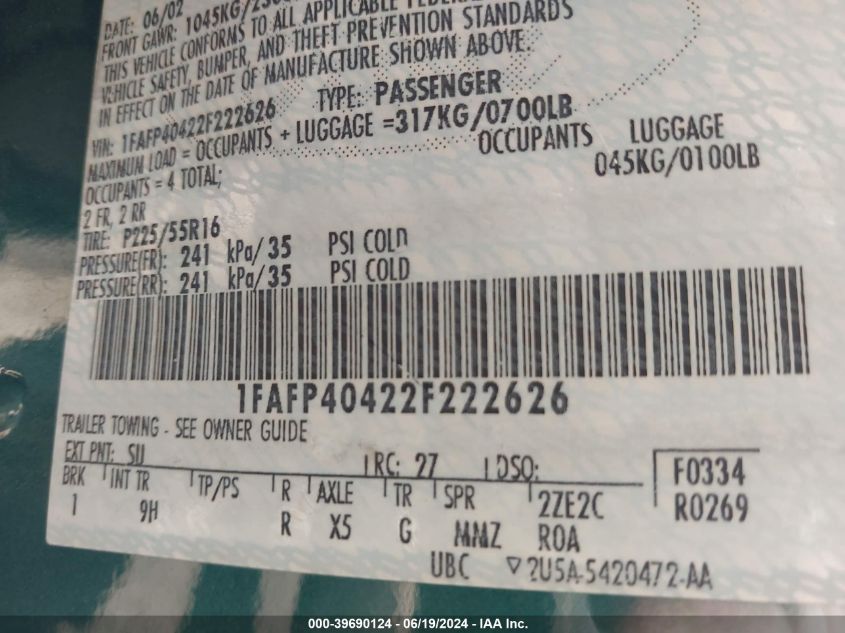 DATE: 06/02
FRONT GAWR: 1045KG/
THIS VEHICLE CONFORMS TO ALL APPLICABLE
VEHICLE SAFETY, BUMPER, AND THEFT PREVENTION STANDARDS
IN EFFECT ON THE DATE OF MANUFACTURE SHOWN ABOVE.
VIN: 1FAFP40422F222626 TYPE: PASSENGER
MAXIMUM LOAD = OCCUPANTS + LUGGAGE = 317KG/0700LB
OCCUPANTS = 4 TOTAL; OCCUPANTS LUGGAGE
2 FR, 2 RR 045KG/0100LB
TIRE: P225/55R16
PRESSURE(FR): 241 kPa/35 PSI COLD
PRESSURE(RR): 241 kPa/35 PSI COLD
1FAFP40422F222626
TRAILER TOWING - SEE OWNER GUIDE
EXT PNT: SU RC: 27 DSO: F0334
BRK INT TR TP/PS R AXLE TR SPR 2ZE2C R0269
1 9H R X5 G MMZ ROA
UBC 2U5A-5420472-AA
000-39690124 - 06/19/2024 - IAA Inc.